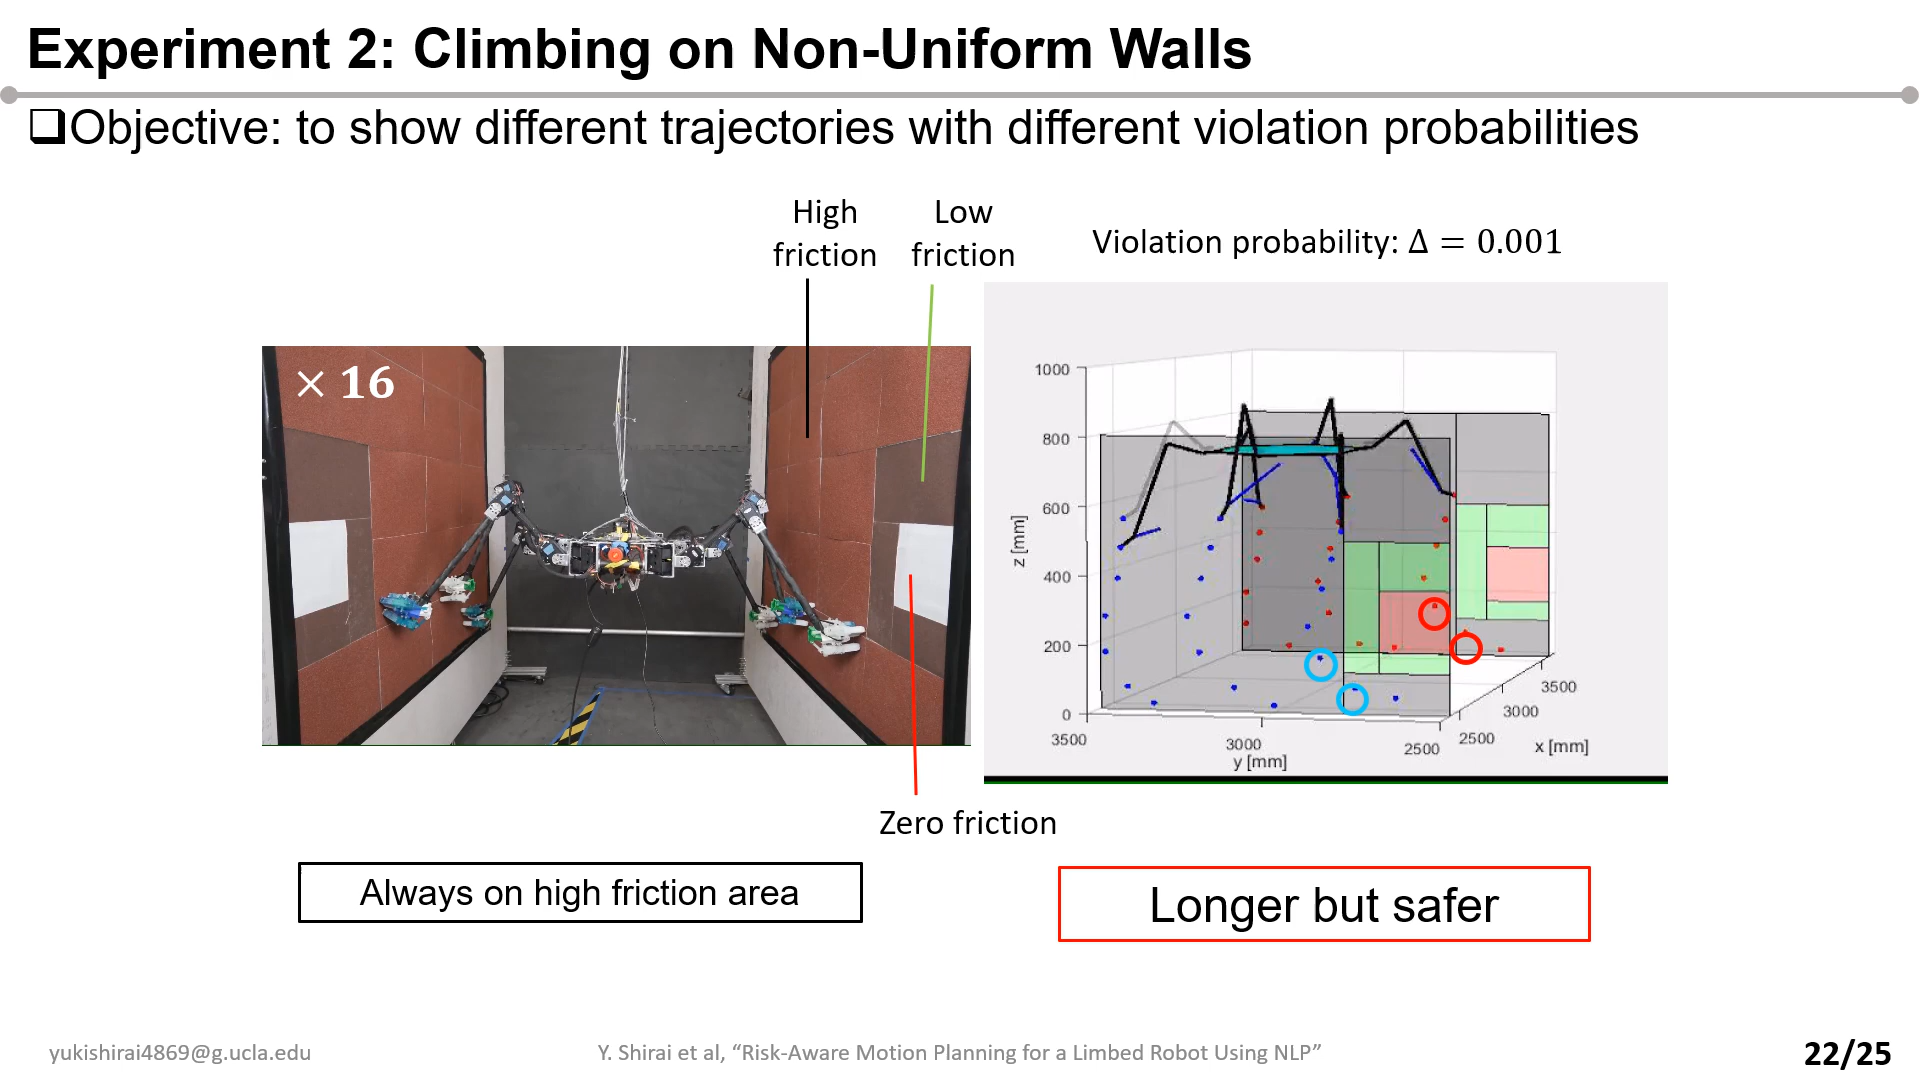 Experiment 2: Climbing on Non-Uniform Walls
Objective: to show different trajectories with different violation probabilities
High
friction
Low
friction
Violation probability: Δ = 0.001
× 16
1000
800
600
400
200
0
z [mm]
3500
3000
2500
y [mm]
2500
3000
3500
x [mm]
Zero friction
Always on high friction area
Longer but safer
yukishirai4869@g.ucla.edu
Y. Shirai et al, “Risk-Aware Motion Planning for a Limbed Robot Using NLP”
22/25